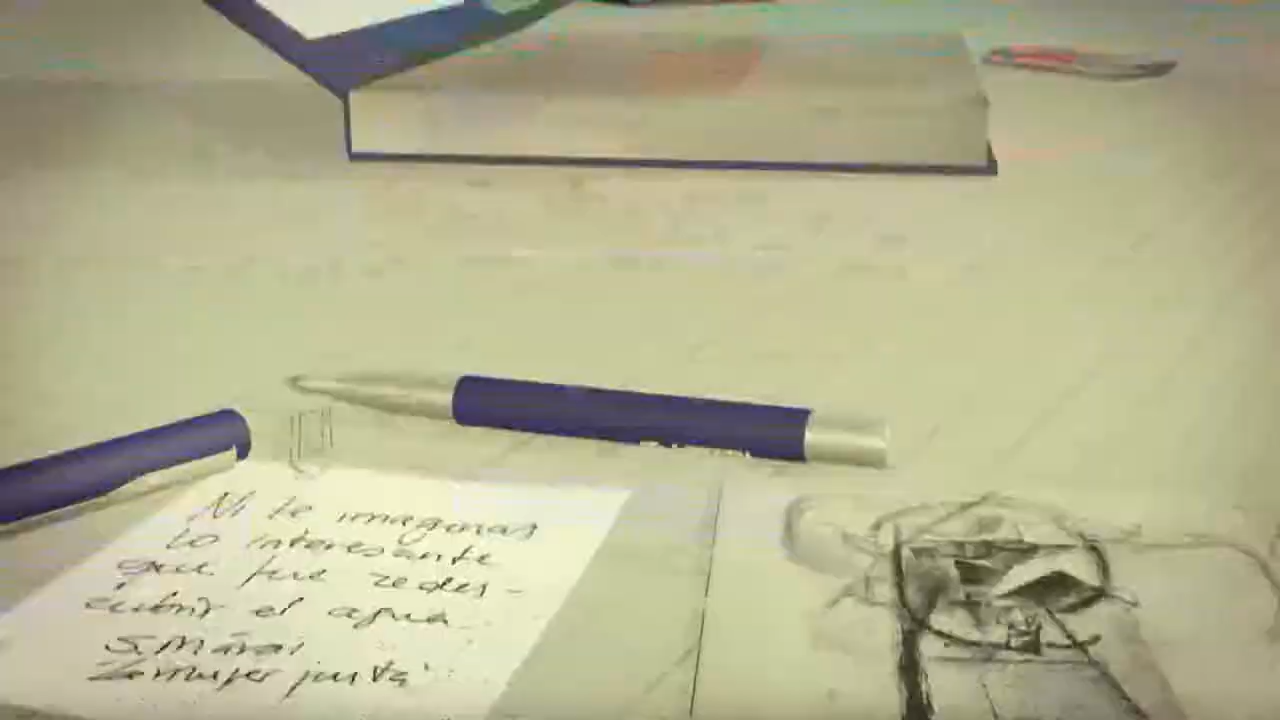 Ni te imaginas
lo interesante
que fue redes-
cubrir el agua
S. Márai
La mujer justa